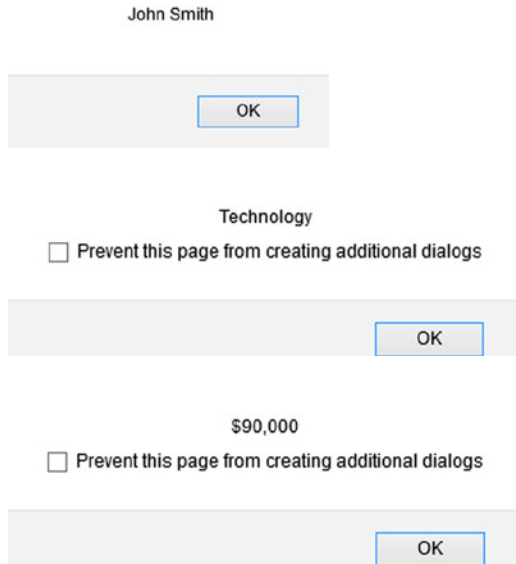 John Smith
OK
Technology
Prevent this page from creating additional dialogs
OK
$90,000
Prevent this page from creating additional dialogs
OK